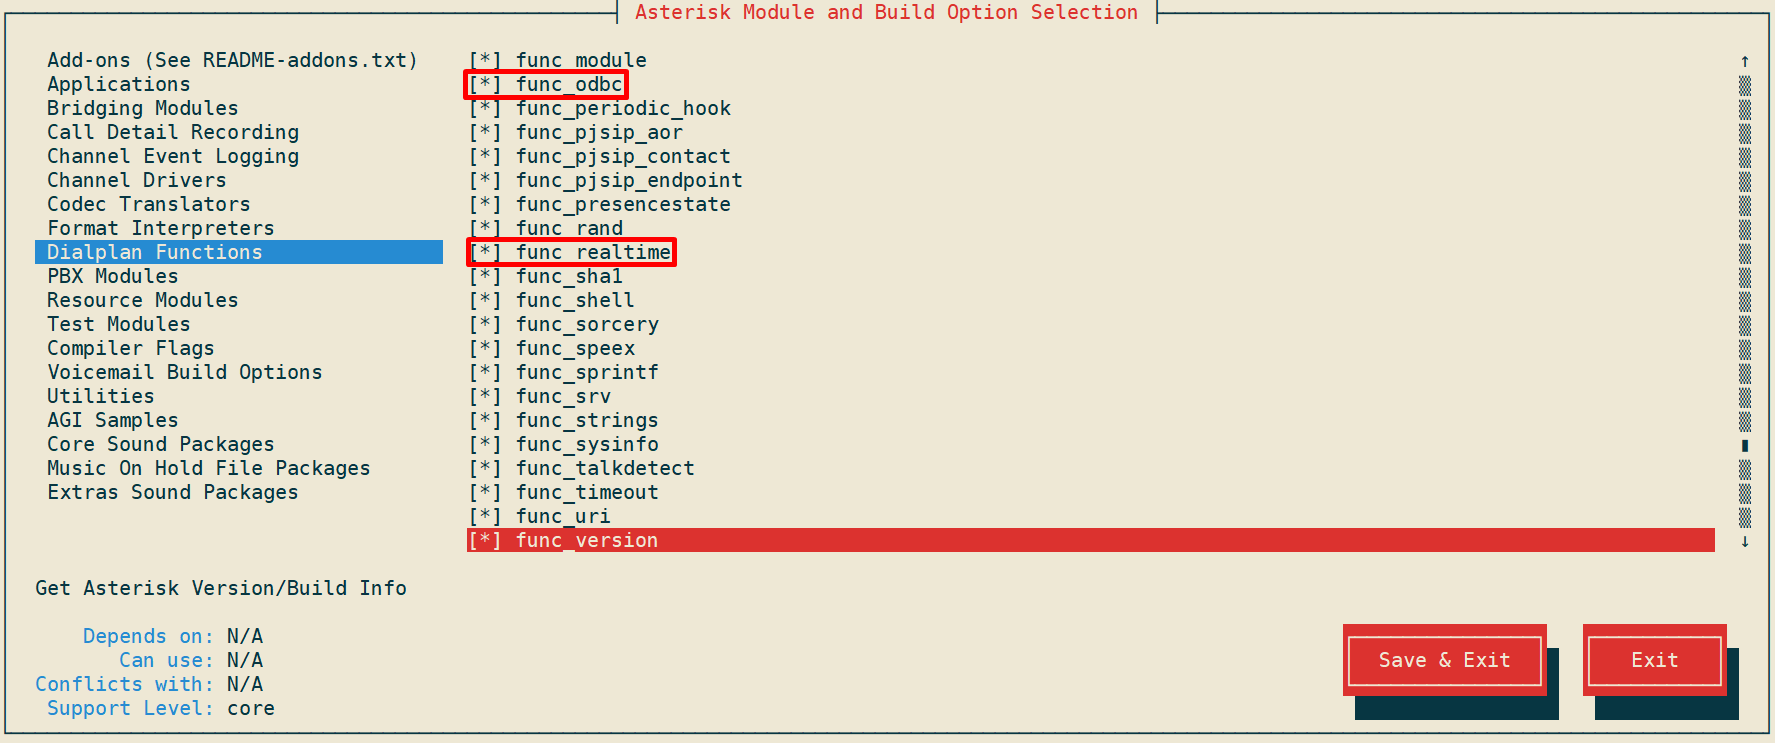 Asterisk Module and Build Option Selection
Add-ons (See README-addons.txt)
Applications
Bridging Modules
Call Detail Recording
Channel Event Logging
Channel Drivers
Codec Translators
Format Interpreters
Dialplan Functions
PBX Modules
Resource Modules
Test Modules
Compiler Flags
Voicemail Build Options
Utilities
AGI Samples
Core Sound Packages
Music On Hold File Packages
Extras Sound Packages
[*] func_module
[*] func_odbc
[*] func_periodic_hook
[*] func_pjsip_aor
[*] func_pjsip_contact
[*] func_pjsip_endpoint
[*] func_presencestate
[*] func_rand
[*] func_realtime
[*] func_sha1
[*] func_shell
[*] func_sorcery
[*] func_speex
[*] func_sprintf
[*] func_srv
[*] func_strings
[*] func_sysinfo
[*] func_talkdetect
[*] func_timeout
[*] func_uri
[*] func_version
↑
↓
Get Asterisk Version/Build Info
Depends on: N/A
Can use: N/A
Conflicts with: N/A
Support Level: core
Save & Exit
Exit